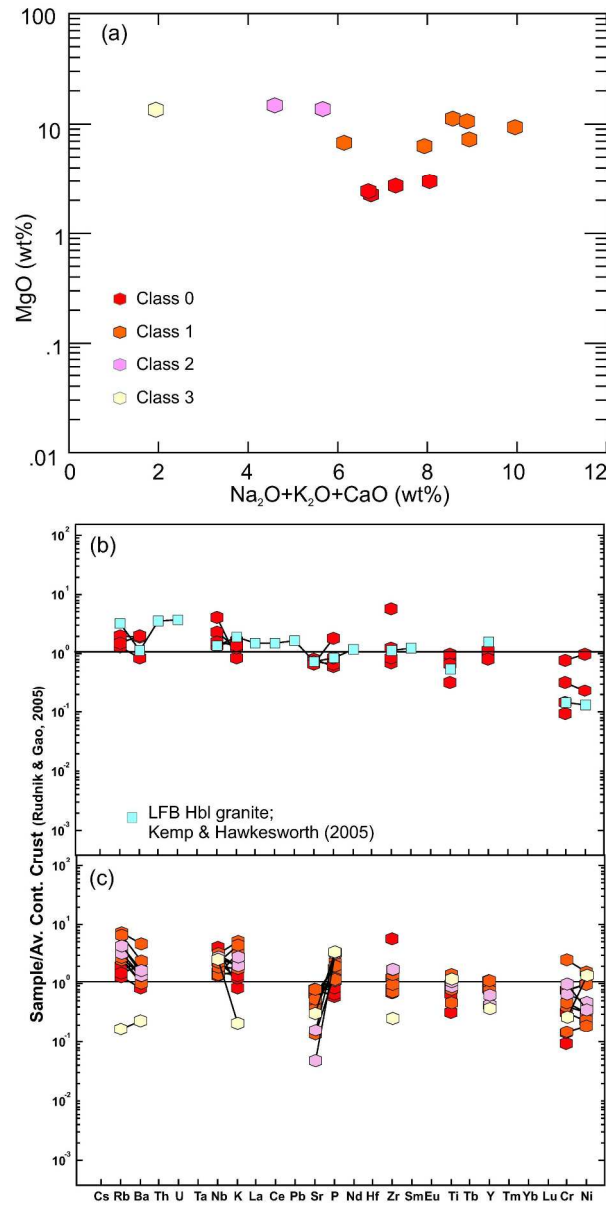 (a)
100
10
1
.1
.01
MgO (wt%)
Class 0
Class 1
Class 2
Class 3
0 2 4 6 8 10 12
Na₂O+K₂O+CaO (wt%)
(b)
10²
10¹
10⁰
10⁻¹
10⁻²
10⁻³
LFB Hbl granite;
Kemp & Hawkesworth (2005)
Sample/Av. Cont. Crust (Rudnik & Gao, 2005)
(c)
10²
10¹
10⁰
10⁻¹
10⁻²
10⁻³
Cs Rb Ba Th U Ta Nb K La Ce Pb Sr P Nd Hf Zr Sm Eu Ti Tb Y Tm Yb Lu Cr Ni